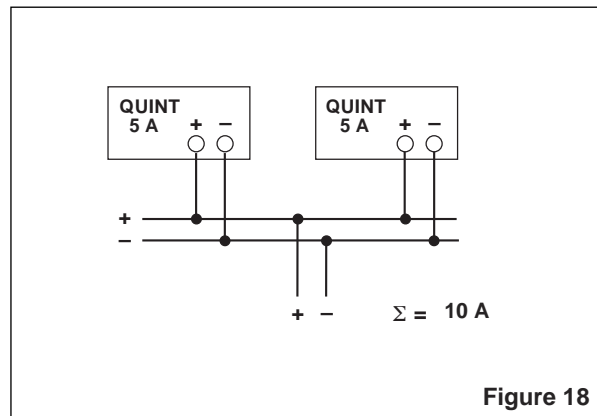 QUINT
5 A
+ −
QUINT
5 A
+ −
+
−
+ −
Σ = 10 A
Figure 18